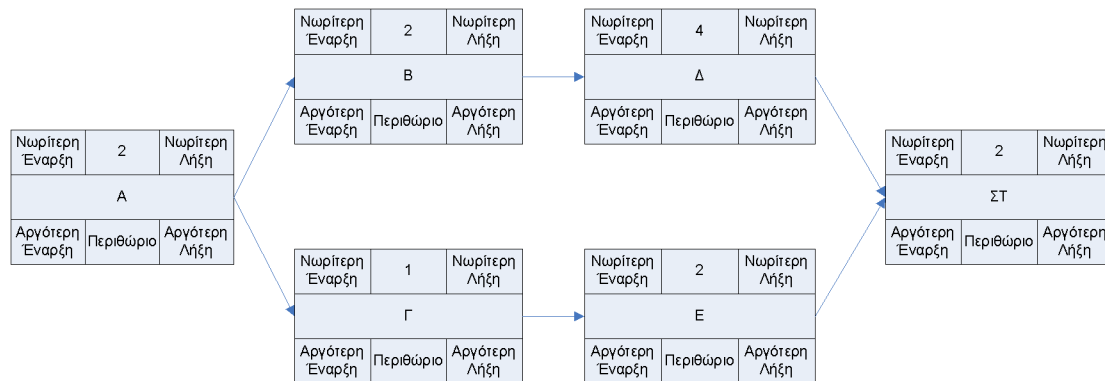 Νωρίτερη Έναρξη
2
Νωρίτερη Λήξη
Β
Αργότερη Έναρξη
Περιθώριο
Αργότερη Λήξη
Νωρίτερη Έναρξη
4
Νωρίτερη Λήξη
Δ
Αργότερη Έναρξη
Περιθώριο
Αργότερη Λήξη
Νωρίτερη Έναρξη
2
Νωρίτερη Λήξη
Α
Αργότερη Έναρξη
Περιθώριο
Αργότερη Λήξη
Νωρίτερη Έναρξη
2
Νωρίτερη Λήξη
ΣΤ
Αργότερη Έναρξη
Περιθώριο
Αργότερη Λήξη
Νωρίτερη Έναρξη
1
Νωρίτερη Λήξη
Γ
Αργότερη Έναρξη
Περιθώριο
Αργότερη Λήξη
Νωρίτερη Έναρξη
2
Νωρίτερη Λήξη
Ε
Αργότερη Έναρξη
Περιθώριο
Αργότερη Λήξη